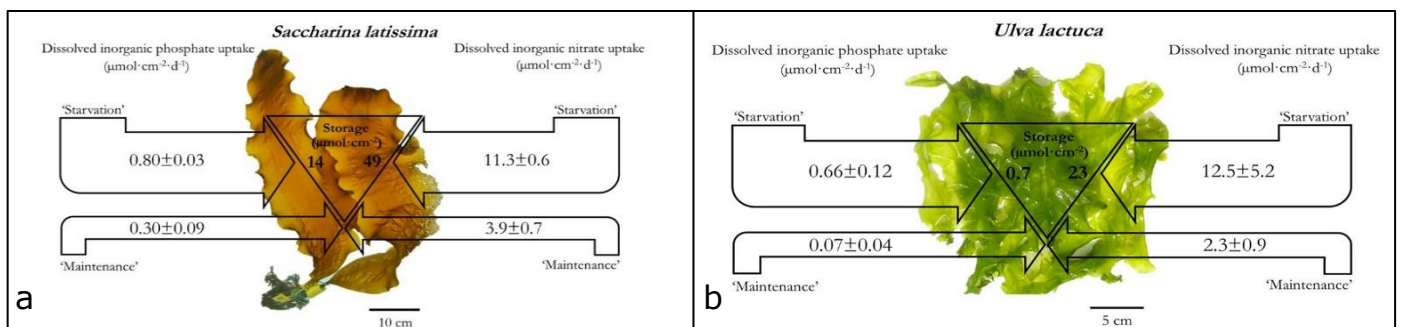 Saccharina latissima
Dissolved inorganic phosphate uptake
(μmol·cm⁻²·d⁻¹)
Dissolved inorganic nitrate uptake
(μmol·cm⁻²·d⁻¹)
'Starvation'
'Starvation'
Storage
(μmol·cm⁻²)
0.80±0.03
14
49
11.3±0.6
0.30±0.09
3.9±0.7
'Maintenance'
'Maintenance'
a
10 cm
Ulva lactuca
Dissolved inorganic phosphate uptake
(μmol·cm⁻²·d⁻¹)
Dissolved inorganic nitrate uptake
(μmol·cm⁻²·d⁻¹)
'Starvation'
'Starvation'
Storage
(μmol·cm⁻²)
0.66±0.12
0.7
23
12.5±5.2
0.07±0.04
2.3±0.9
'Maintenance'
'Maintenance'
b
5 cm